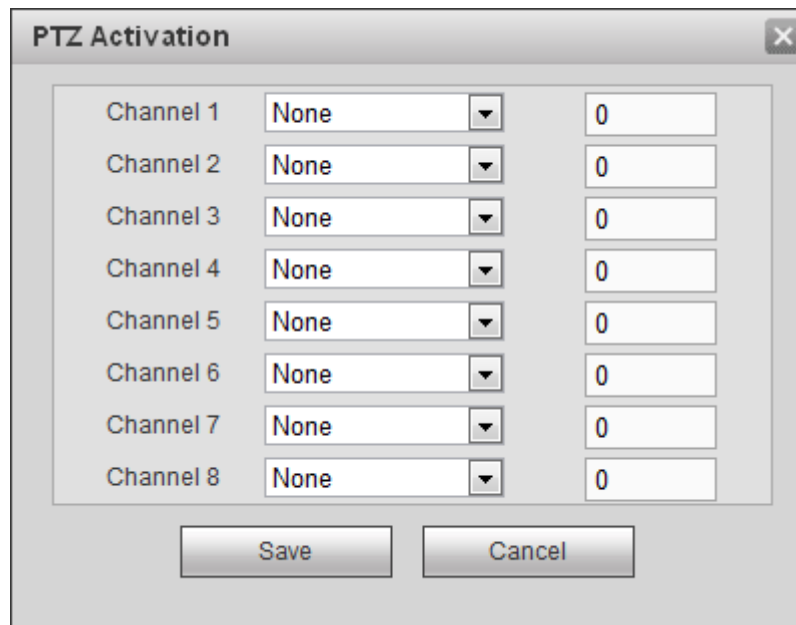 PTZ Activation
Channel 1 None 0
Channel 2 None 0
Channel 3 None 0
Channel 4 None 0
Channel 5 None 0
Channel 6 None 0
Channel 7 None 0
Channel 8 None 0
Save Cancel